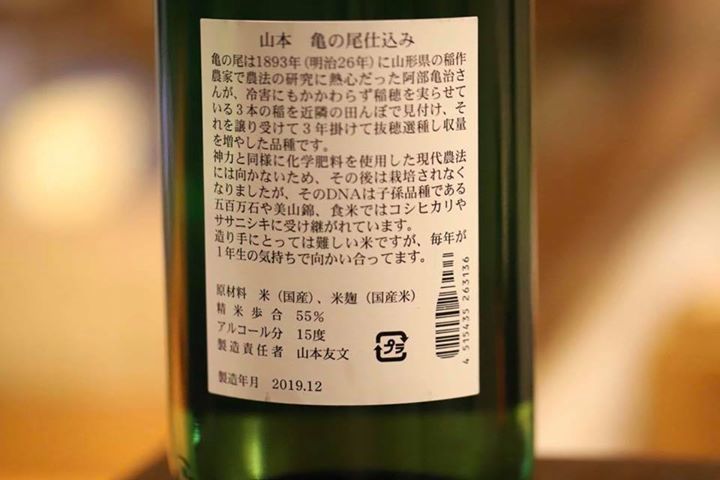 山本　亀の尾仕込み
亀の尾は1893年（明治26年）に山形県の稲作
農家で農法の研究に熱心だった阿部亀治さ
んが、冷害にもかかわらず稲穂を実らせて
いる３本の稲を近隣の田んぼで見付け、そ
れを譲り受けて３年掛けて抜穂選種し収量
を増やした品種です。
神力と同様に化学肥料を使用した現代農法
には向かないため、その後は栽培されなく
なりましたが、そのDNAは子孫品種である
五百万石や美山錦、食米ではコシヒカリや
ササニシキに受け継がれています。
造り手にとっては難しい米ですが、毎年が
１年生の気持ちで向かい合ってます。
原材料　米（国産）、米麹（国産米）
精米歩合　55％
アルコール分　15度
製造責任者　山本友文
プラ
製造年月　2019.12
4 515435 263136